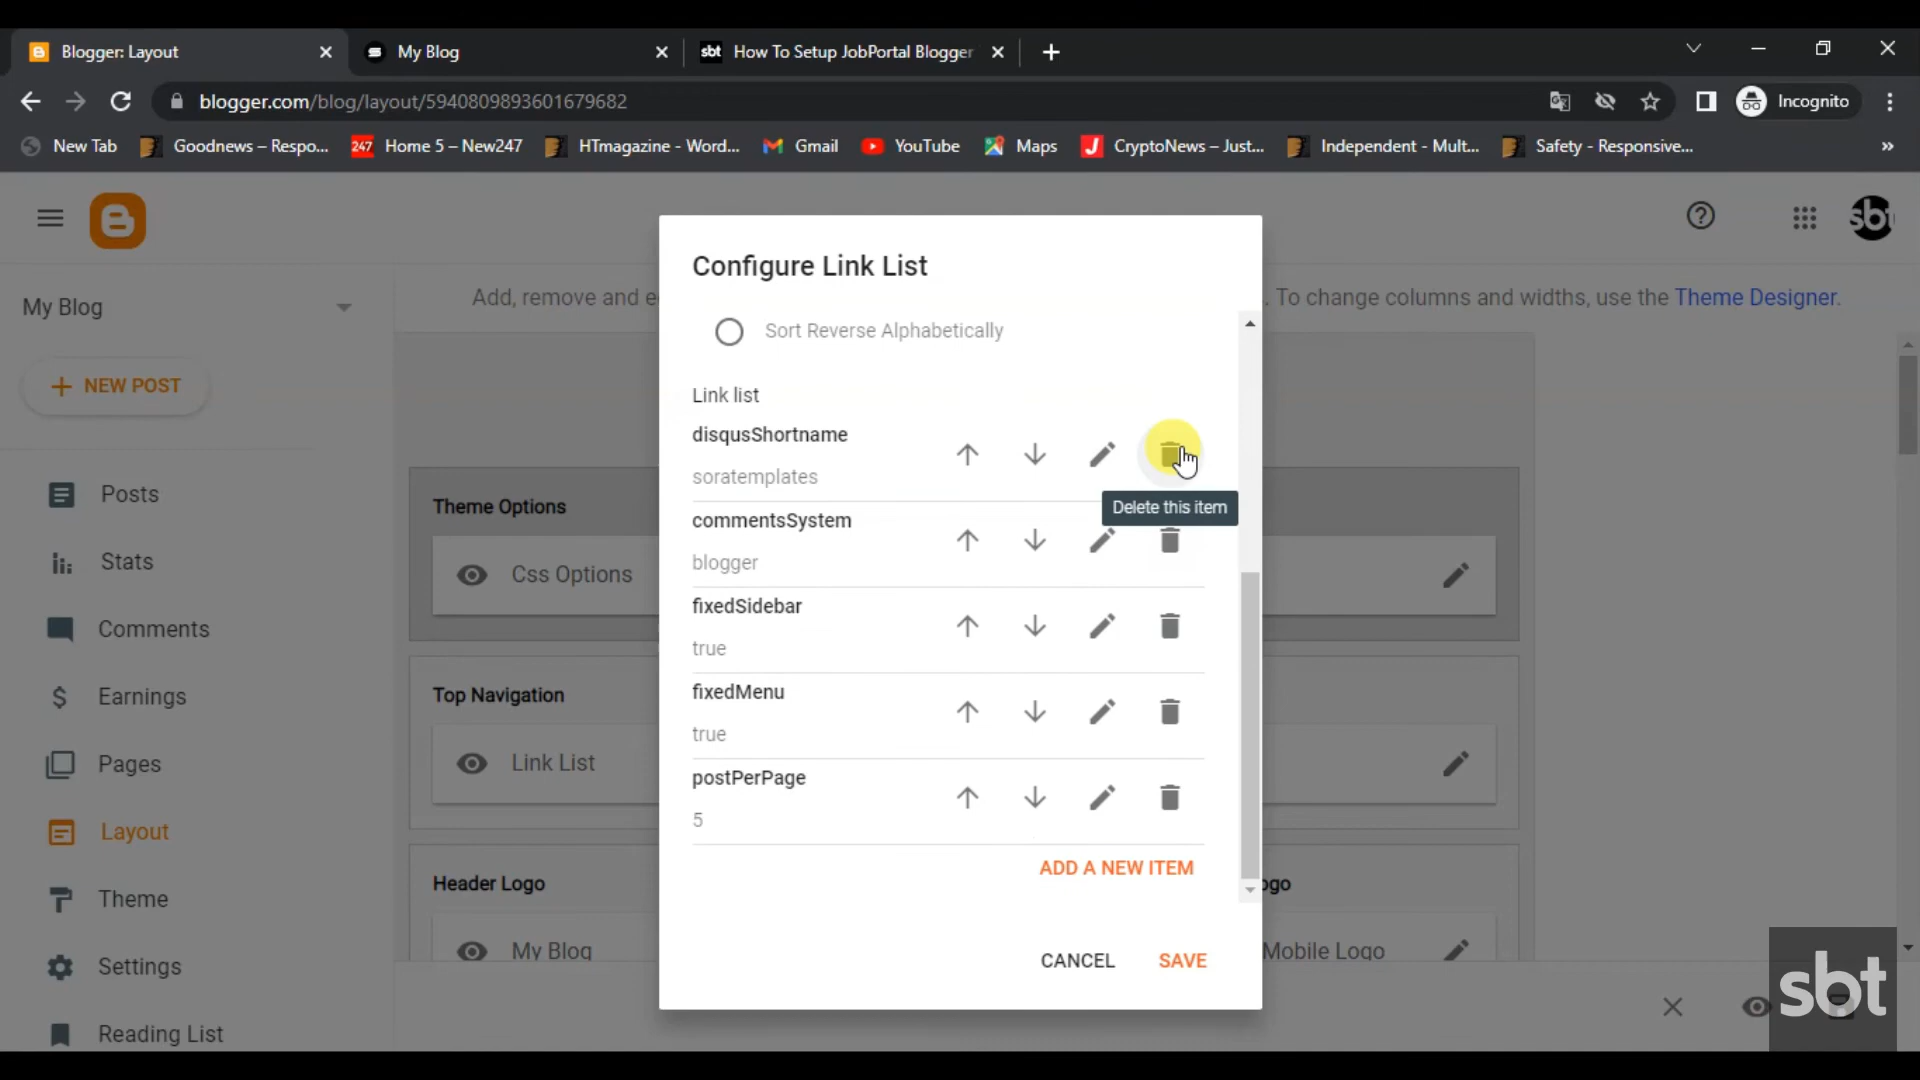 Blogger: Layout
My Blog
sbt How To Setup JobPortal Blogger
blogger.com/blog/layout/5940809893601679682
Incognito
New Tab
Goodnews – Respo...
247 Home 5 – New247
HTmagazine - Word...
Gmail
YouTube
Maps
J CryptoNews – Just...
Independent - Mult...
Safety - Responsive...
»
sbt
My Blog
NEW POST
Posts
Stats
Comments
Earnings
Pages
Layout
Theme
Settings
Reading List
Add, remove and e
. To change columns and widths, use the Theme Designer.
Theme Options
Css Options
Top Navigation
Link List
Header Logo
My Blog
ogo
Mobile Logo
Configure Link List
Sort Reverse Alphabetically
Link list
disqusShortname
soratemplates
Delete this item
commentsSystem
blogger
fixedSidebar
true
fixedMenu
true
postPerPage
5
ADD A NEW ITEM
CANCEL
SAVE
sbt